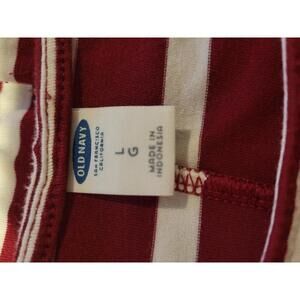 OLD NAVY
SAN FRANCISCO
CALIFORNIA
L
G
MADE IN
INDONESIA